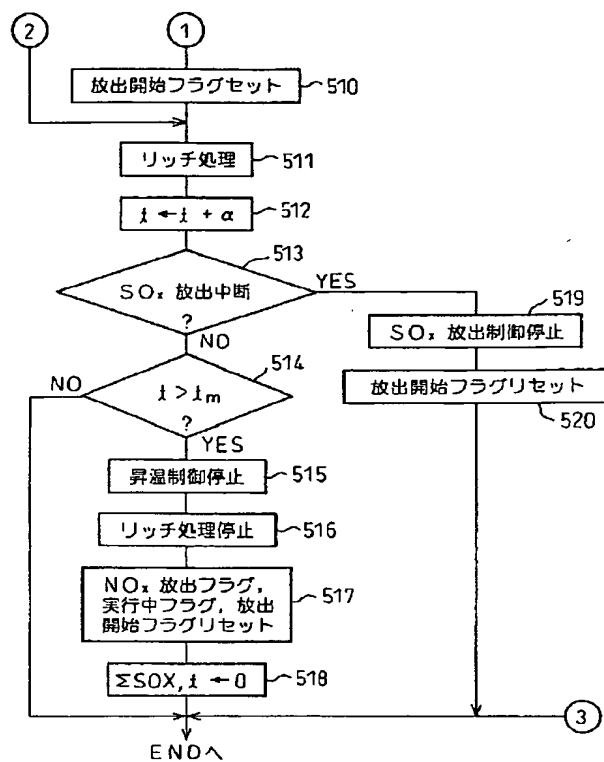 2
1
放出開始フラグセット
510
リッチ処理
511
t ← t + α
512
513
SOx 放出中断
?
YES
NO
519
SOx 放出制御停止
放出開始フラグリセット
520
514
NO
t > tm
?
YES
昇温制御停止
515
リッチ処理停止
516
NOx 放出フラグ,
実行中フラグ, 放出
開始フラグリセット
517
ΣSOX, t ← 0
518
3
ENDへ